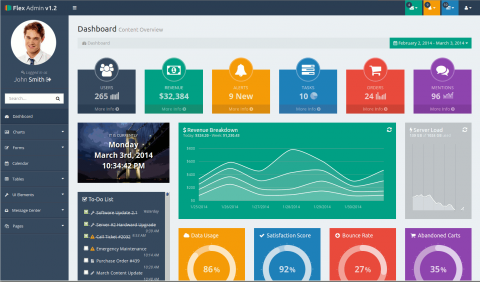 Flex Admin v1.2
Logged in as
John Smith
Search...
Dashboard
Charts
Forms
Calendar
Tables
UI Elements
Message Center
Pages
Dashboard Content Overview
Dashboard
February 2, 2014 - March 3, 2014
USERS
265
More Info
REVENUE
$32,384
More Info
ALERTS
9 New
More Info
TASKS
10
More Info
ORDERS
24
More Info
MENTIONS
96
More Info
IT IS CURRENTLY
Monday
March 3rd, 2014
10:34:42 PM
Revenue Breakdown
Server Load
To-Do List
Software Update 2.1
Yesterday
Server #2 Hardware Upgrade
9:30 AM
Call Ticket #2032
Emergency Maintenance
Purchase Order #439
March Content Update
Data Usage
86%
Satisfaction Score
92%
Bounce Rate
27%
Abandoned Carts
35%